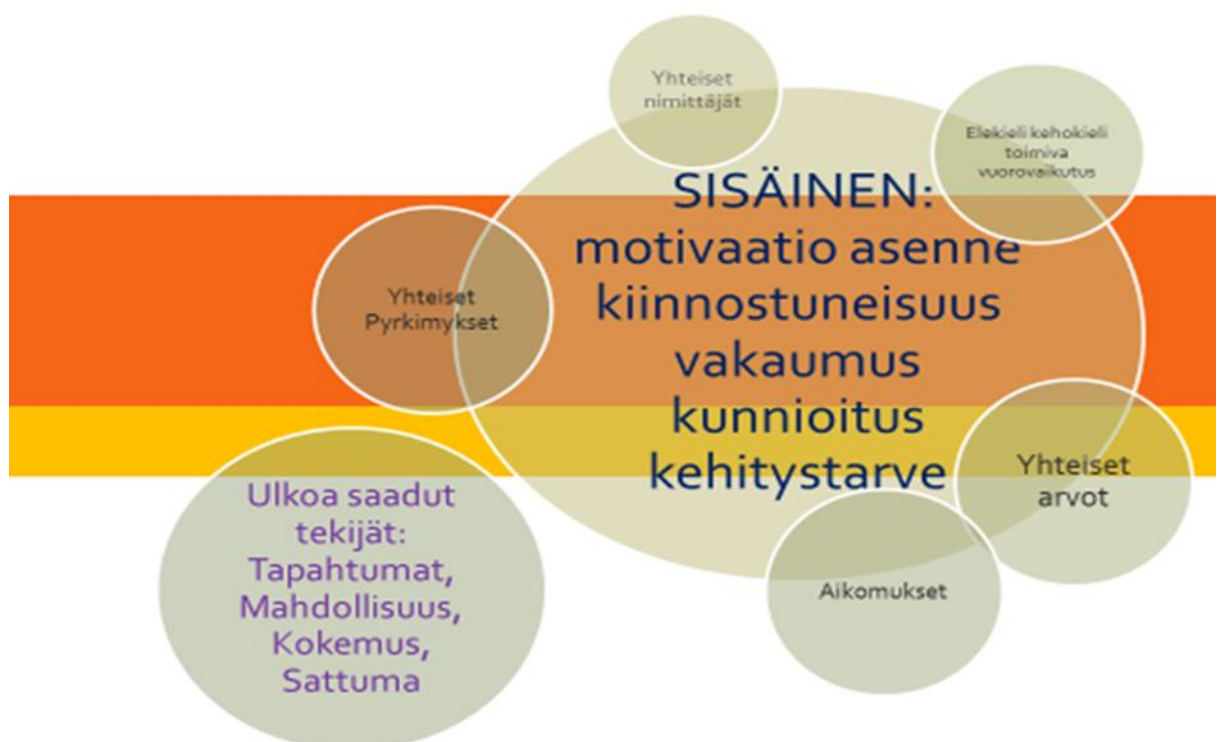 Yhteiset
nimittäjät
Elekieli kehokieli
toimiva
vuorovaikutus
SISÄINEN:
motivaatio asenne
kiinnostuneisuus
vakaumus
kunnioitus
kehitystarve
Yhteiset
Pyrkimykset
Yhteiset
arvot
Aikomukset
Ulkoa saadut
tekijät:
Tapahtumat,
Mahdollisuus,
Kokemus,
Sattuma